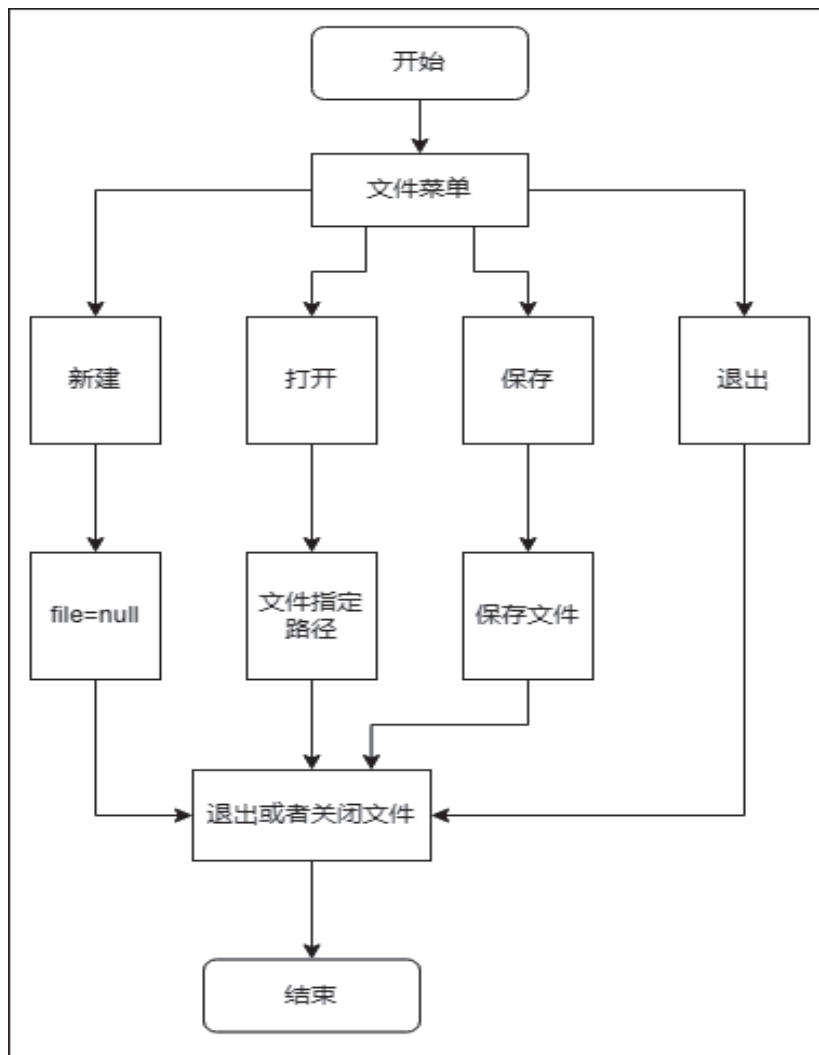 开始
文件菜单
新建
打开
保存
退出
file=null
文件指定
路径
保存文件
退出或者关闭文件
结束